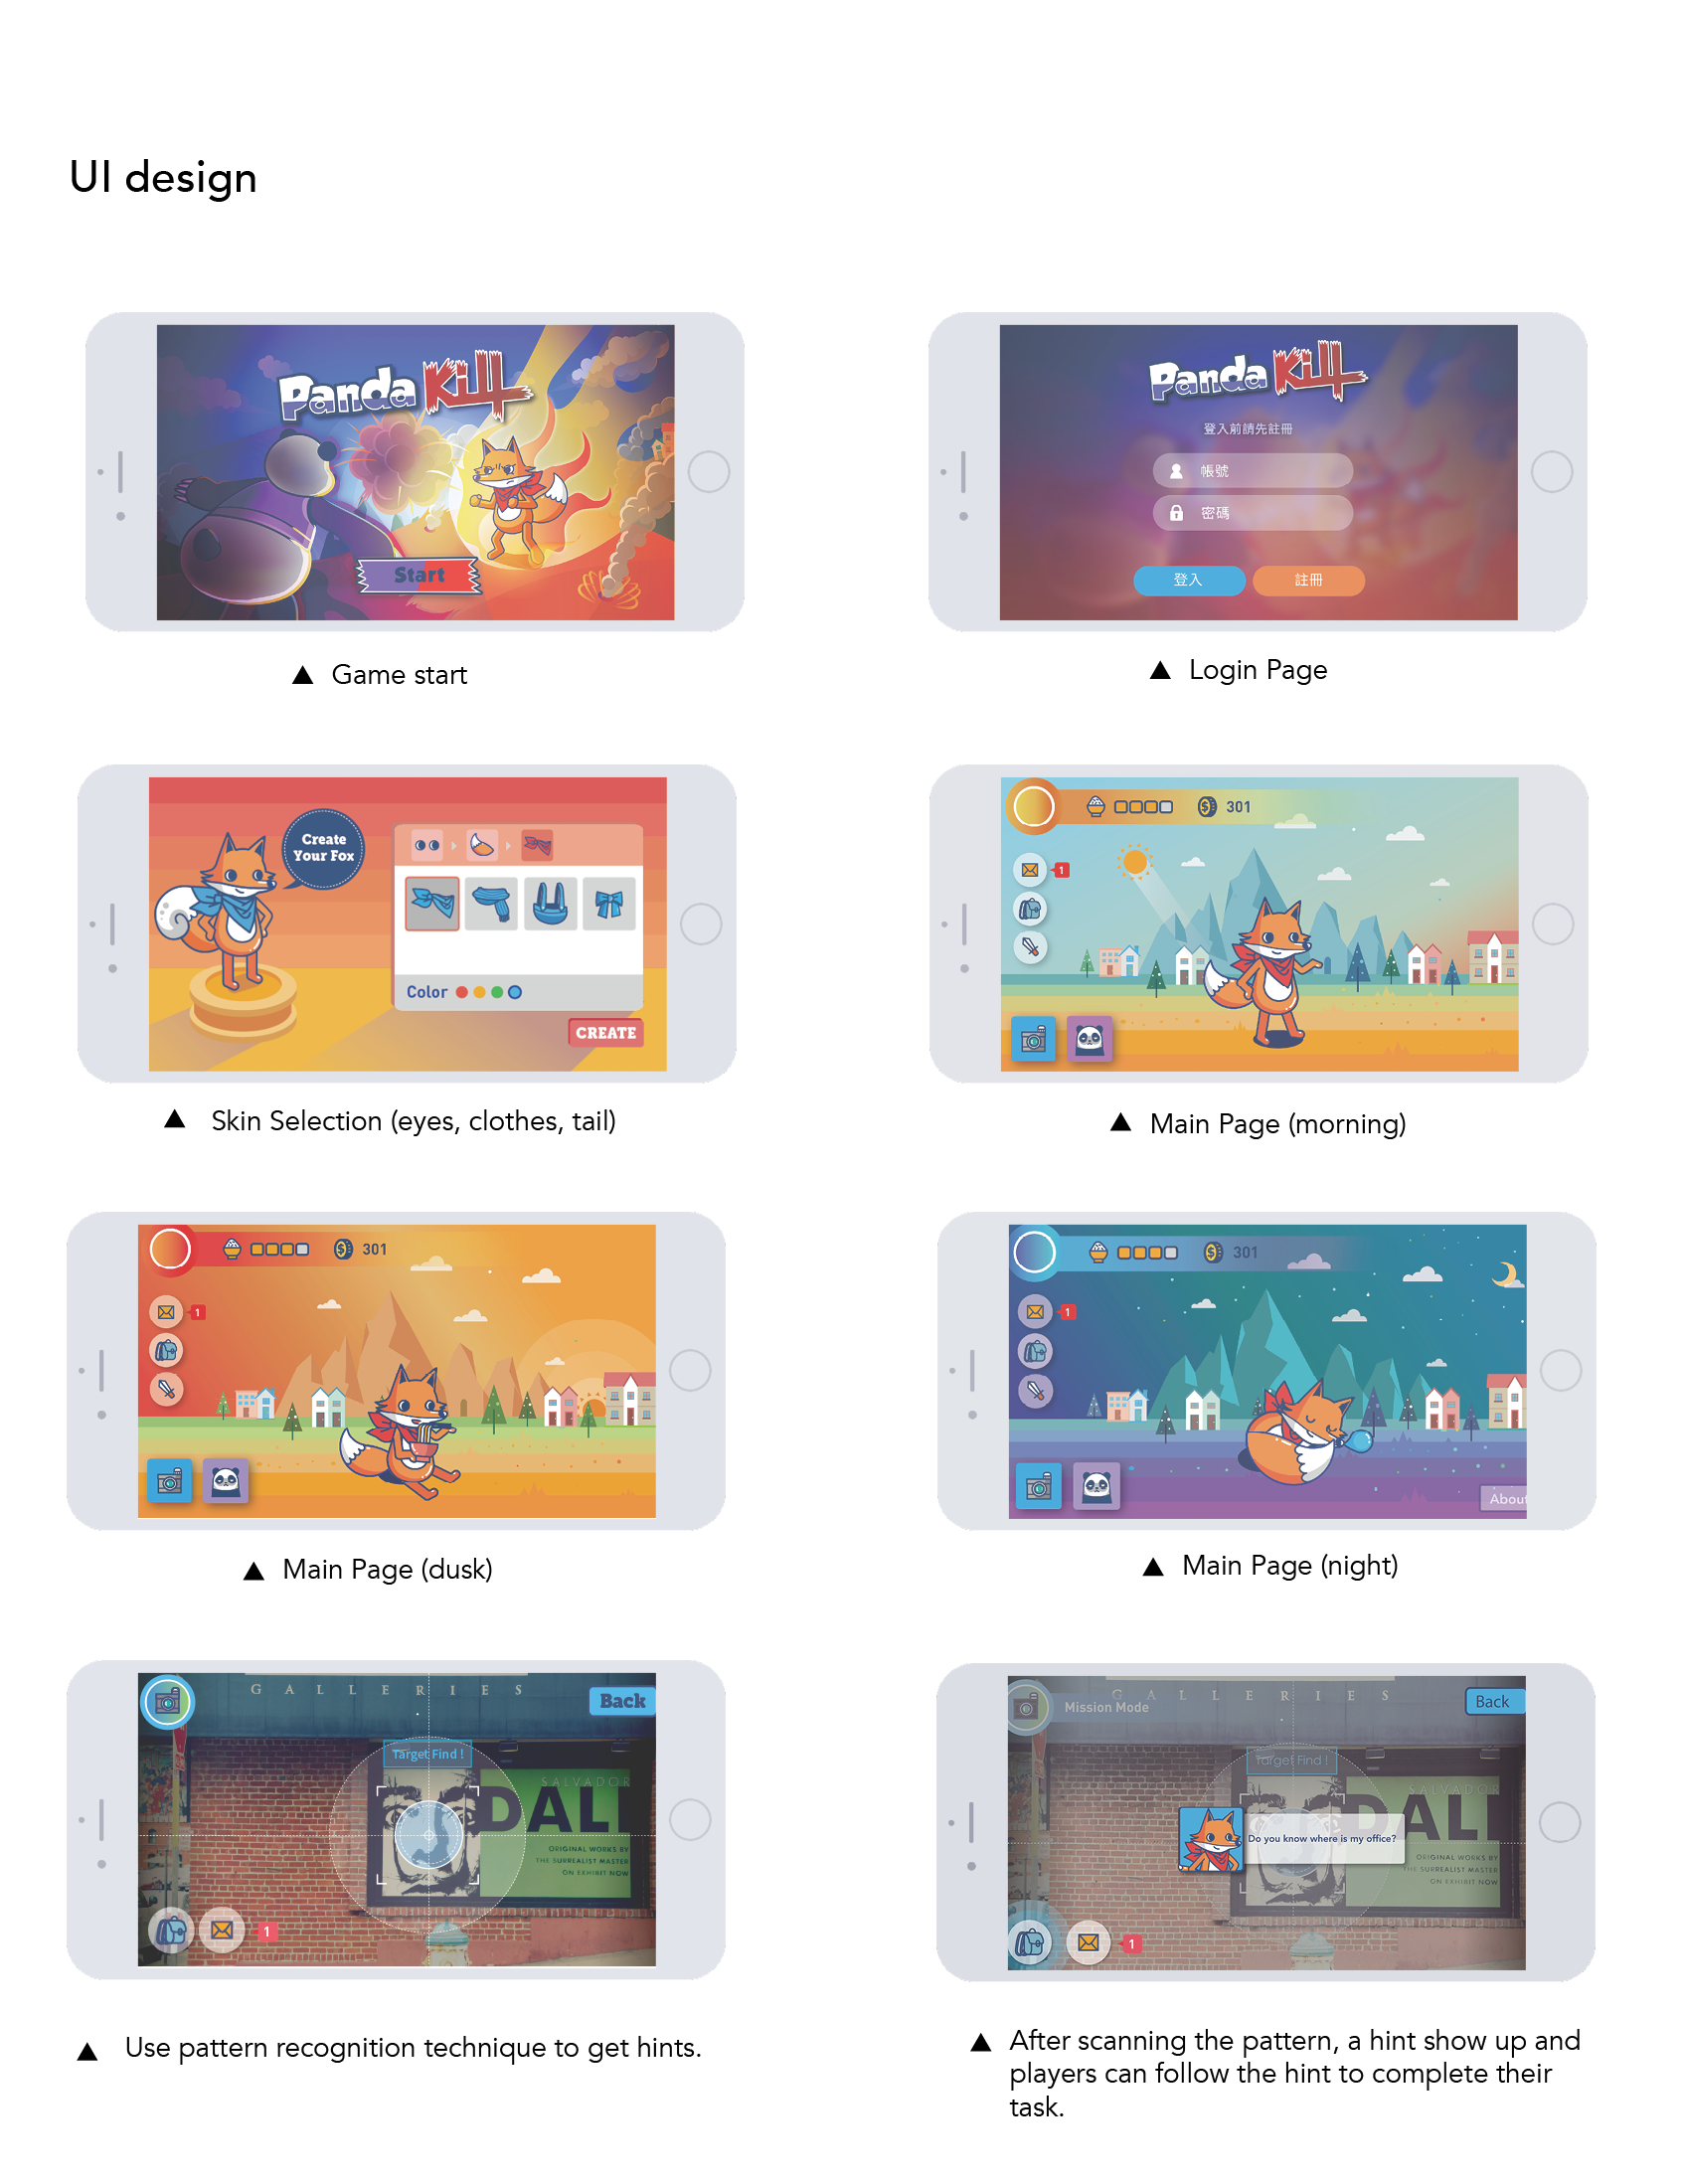 UI design
Panda Kill
Start
▲ Game start
Panda Kill
登入前請先註冊
帳號
密碼
登入 註冊
▲ Login Page
Create
Your Fox
Color
CREATE
▲ Skin Selection (eyes, clothes, tail)
301
1
▲ Main Page (morning)
301
1
▲ Main Page (dusk)
301
1
About
▲ Main Page (night)
GALLERIES
Back
Target Find !
SALVADOR
DALI
ORIGINAL WORKS BY
THE SURREALIST MASTER
ON EXHIBIT NOW
1
▲ Use pattern recognition technique to get hints.
GALLERIES
Mission Mode
Back
Target Find !
SALVADOR
DALI
Do you know where is my office?
ORIGINAL WORKS BY
THE SURREALIST MASTER
ON EXHIBIT NOW
1
▲ After scanning the pattern, a hint show up and
players can follow the hint to complete their
task.